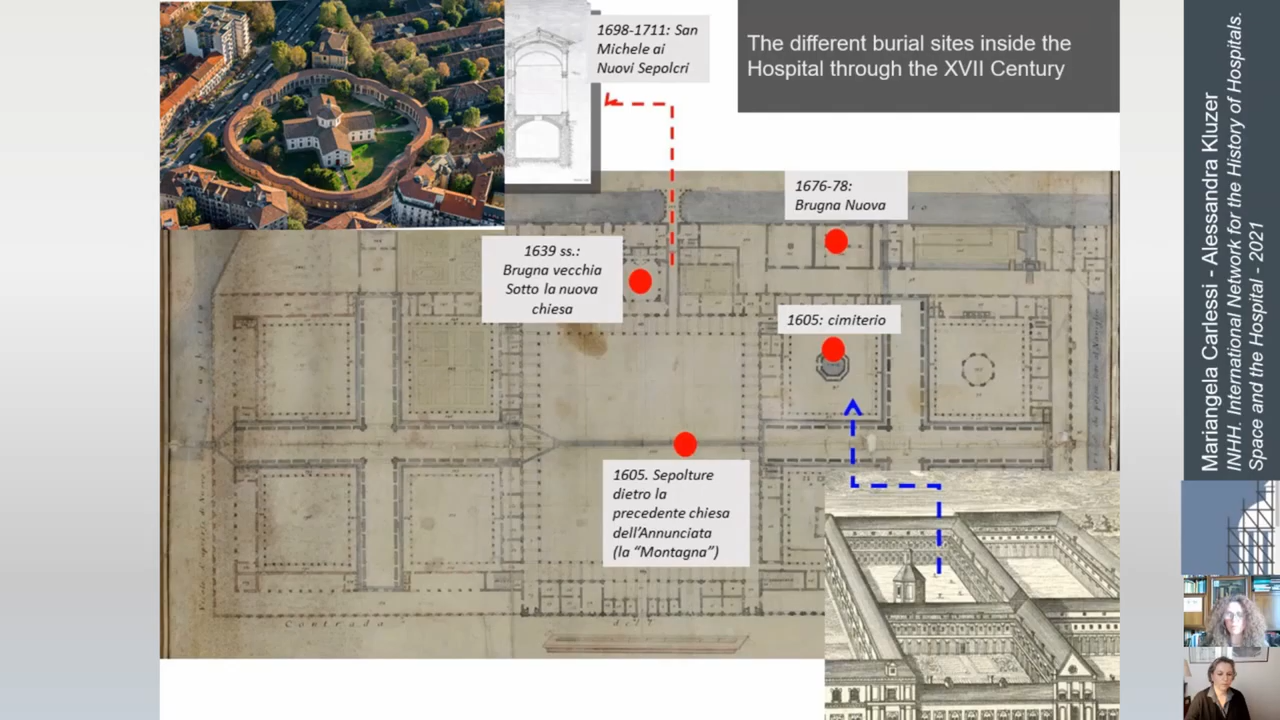 1698-1711: San
Michele ai
Nuovi Sepolcri
The different burial sites inside the
Hospital through the XVII Century
1676-78:
Brugna Nuova
1639 ss.:
Brugna vecchia
Sotto la nuova
chiesa
1605: cimiterio
1605. Sepolture
dietro la
precedente chiesa
dell'Annunciata
(la "Montagna")
Contrada
Mariangela Carlessi - Alessandra Kluzer
INHH. International Network for the History of Hospitals.
Space and the Hospital - 2021